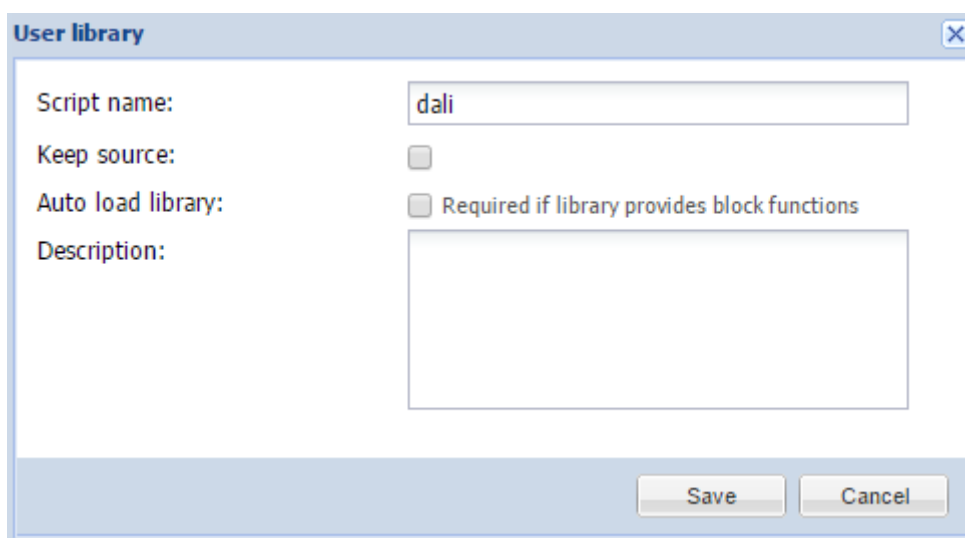 User library
Script name: dali
Keep source:
Auto load library: Required if library provides block functions
Description:
Save Cancel